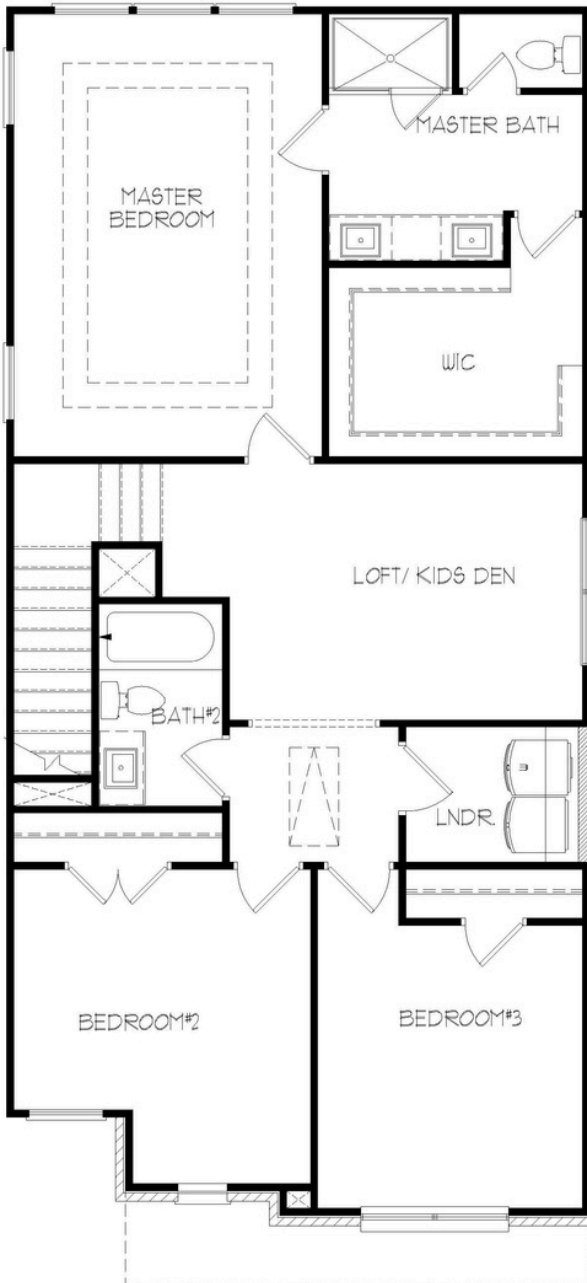 MASTER BATH
MASTER
BEDROOM
WIC
LOFT/ KIDS DEN
BATH#2
LNDR.
BEDROOM#2
BEDROOM#3